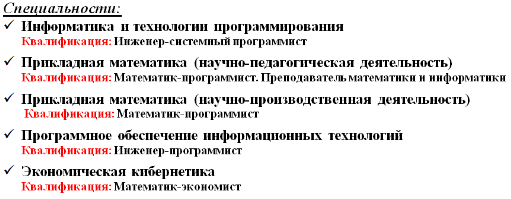 Специальности:
✓ Информатика и технологии программирования
Квалификация: Инженер-системный программист
✓ Прикладная математика (научно-педагогическая деятельность)
Квалификация: Математик-программист. Преподаватель математики и информатики
✓ Прикладная математика (научно-производственная деятельность)
Квалификация: Математик-программист
✓ Программное обеспечение информационных технологий
Квалификация: Инженер-программист
✓ Экономическая кибернетика
Квалификация: Математик-экономист